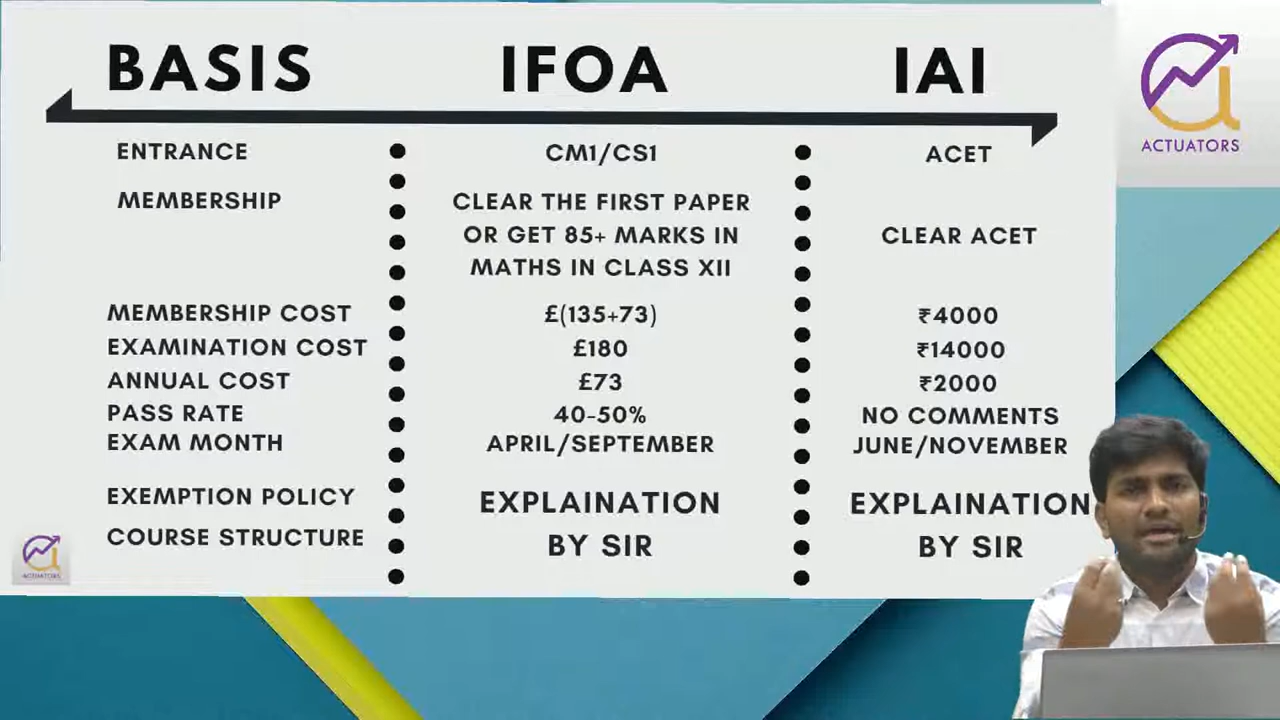 BASIS IFOA IAI
ACTUATORS
ENTRANCE CM1/CS1 ACET
MEMBERSHIP CLEAR THE FIRST PAPER
OR GET 85+ MARKS IN CLEAR ACET
MATHS IN CLASS XII
MEMBERSHIP COST £(135+73) ₹4000
EXAMINATION COST £180 ₹14000
ANNUAL COST £73 ₹2000
PASS RATE 40-50% NO COMMENTS
EXAM MONTH APRIL/SEPTEMBER JUNE/NOVEMBER
EXEMPTION POLICY EXPLAINATION EXPLAINATION
COURSE STRUCTURE BY SIR BY SIR
ACTUATORS